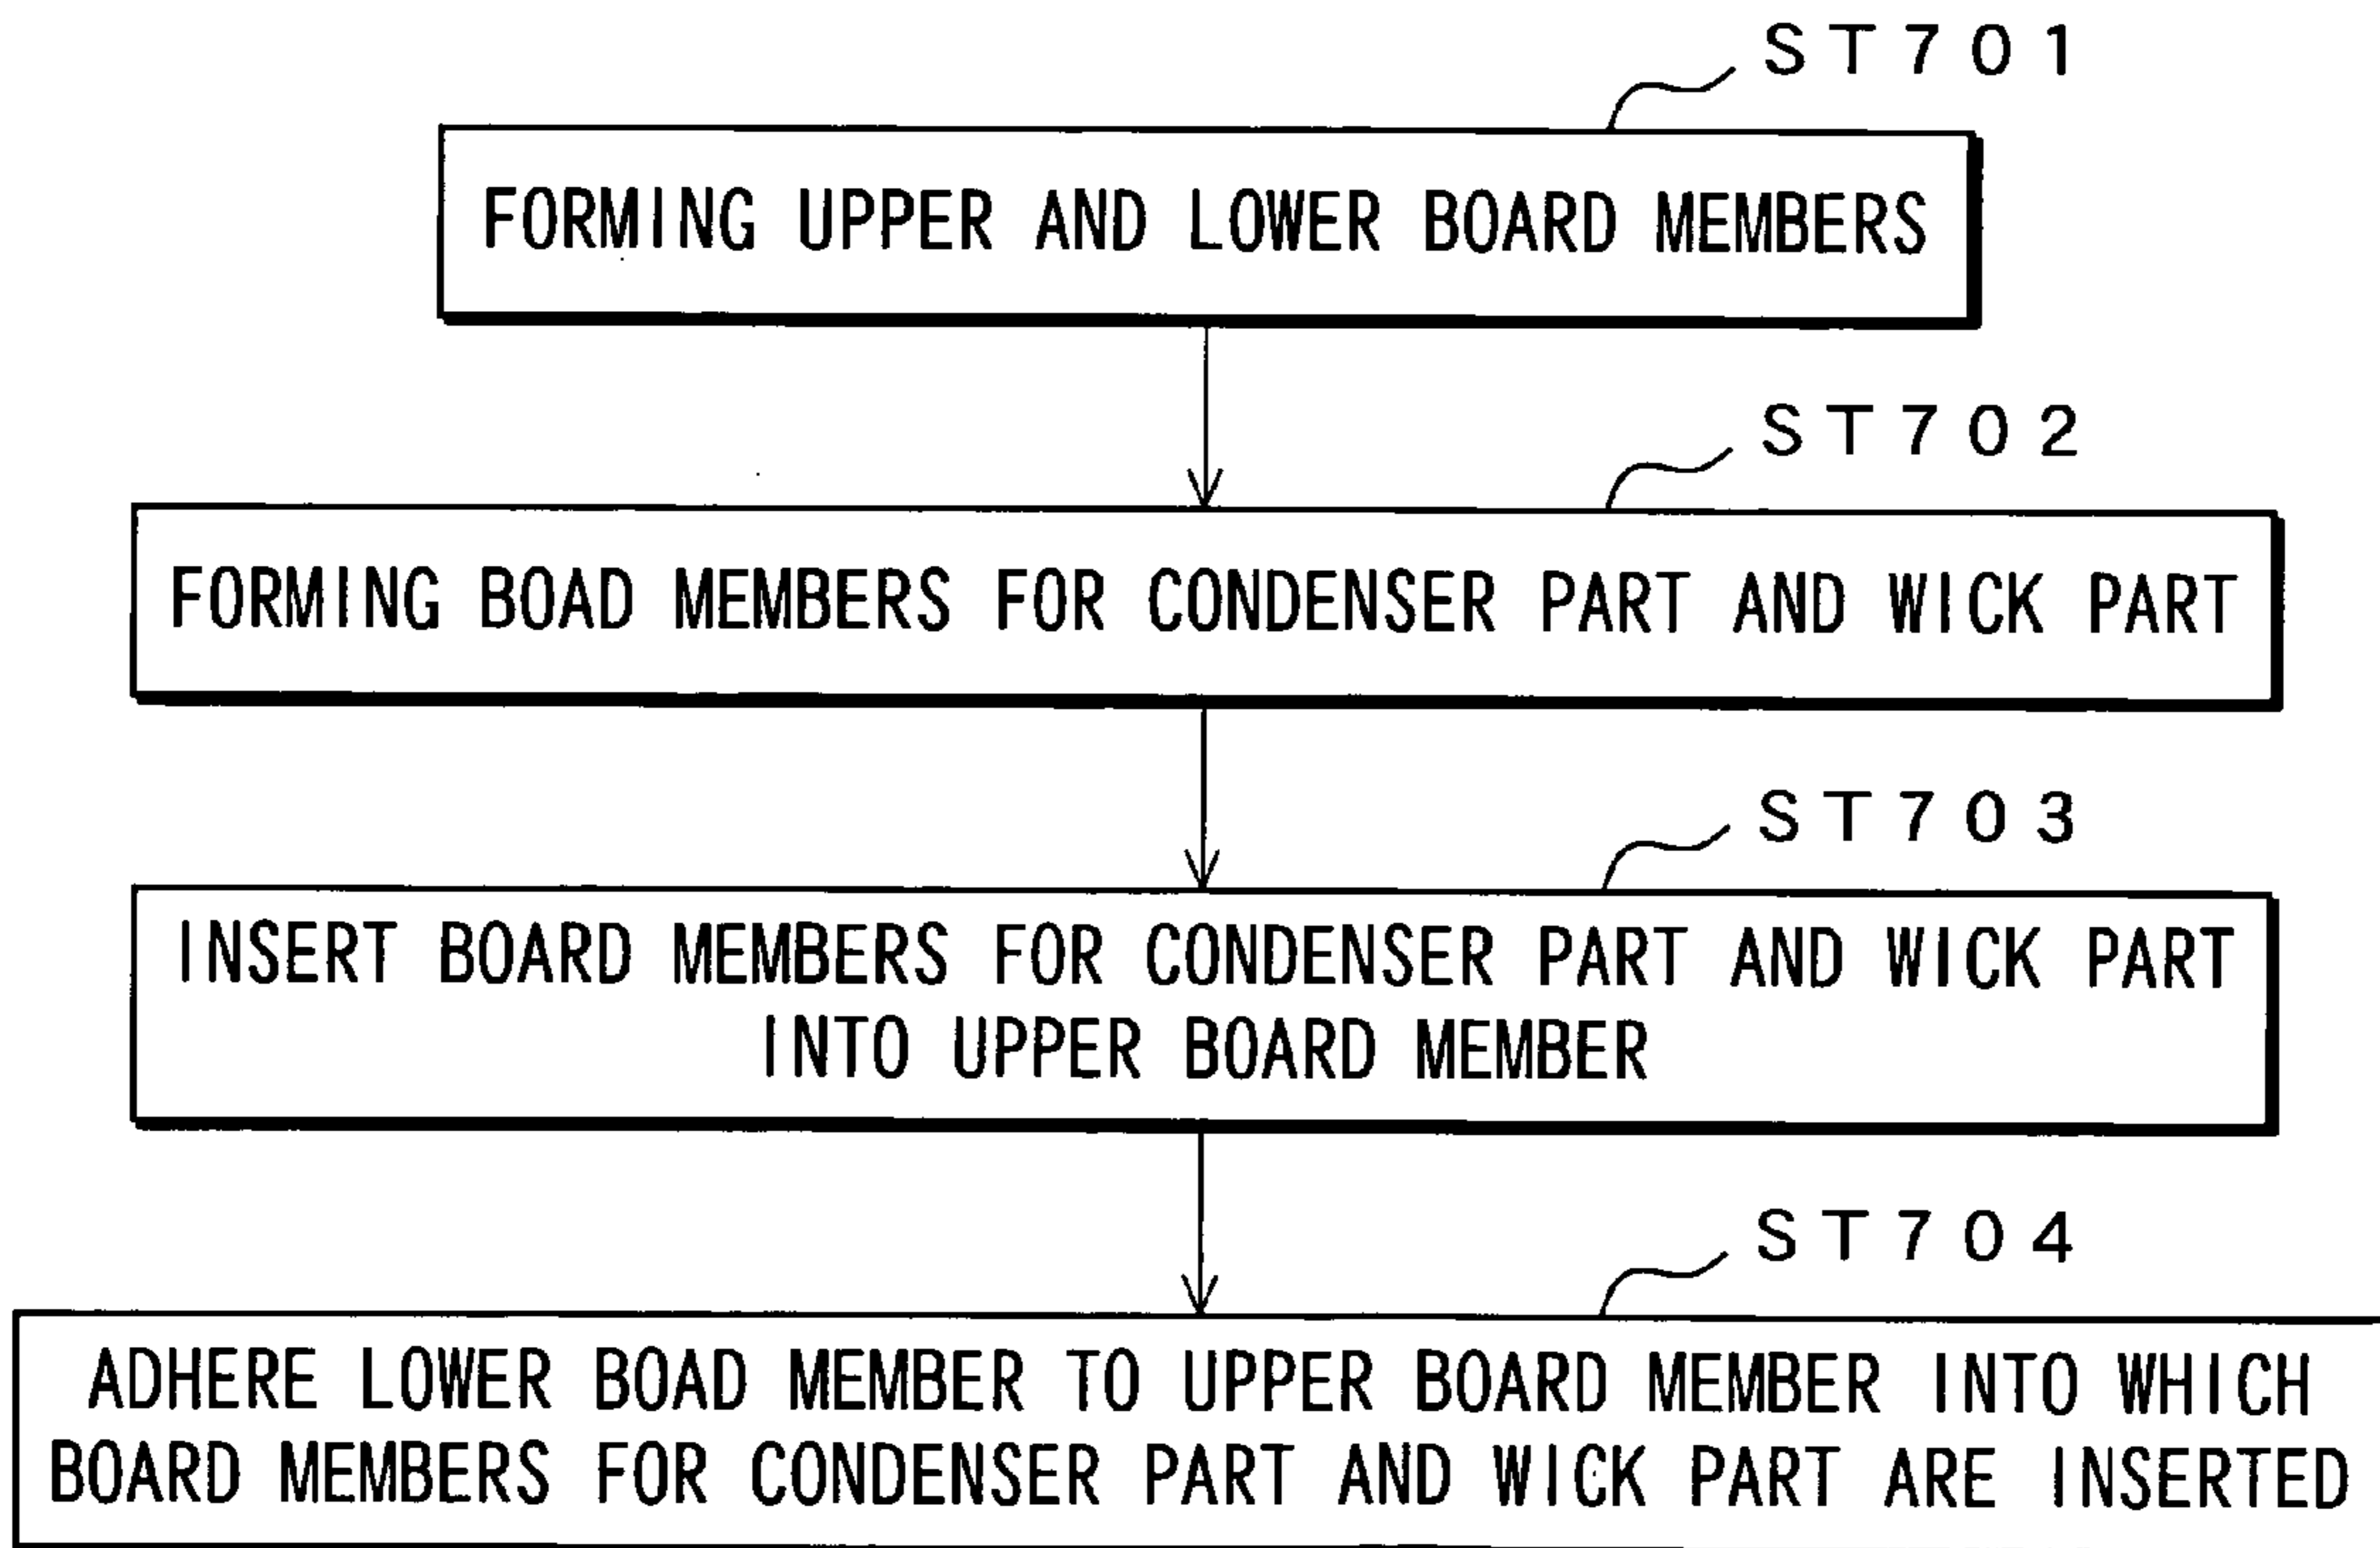 ST701
FORMING UPPER AND LOWER BOARD MEMBERS
ST702
FORMING BOAD MEMBERS FOR CONDENSER PART AND WICK PART
ST703
INSERT BOARD MEMBERS FOR CONDENSER PART AND WICK PART
INTO UPPER BOARD MEMBER
ST704
ADHERE LOWER BOAD MEMBER TO UPPER BOARD MEMBER INTO WHICH
BOARD MEMBERS FOR CONDENSER PART AND WICK PART ARE INSERTED